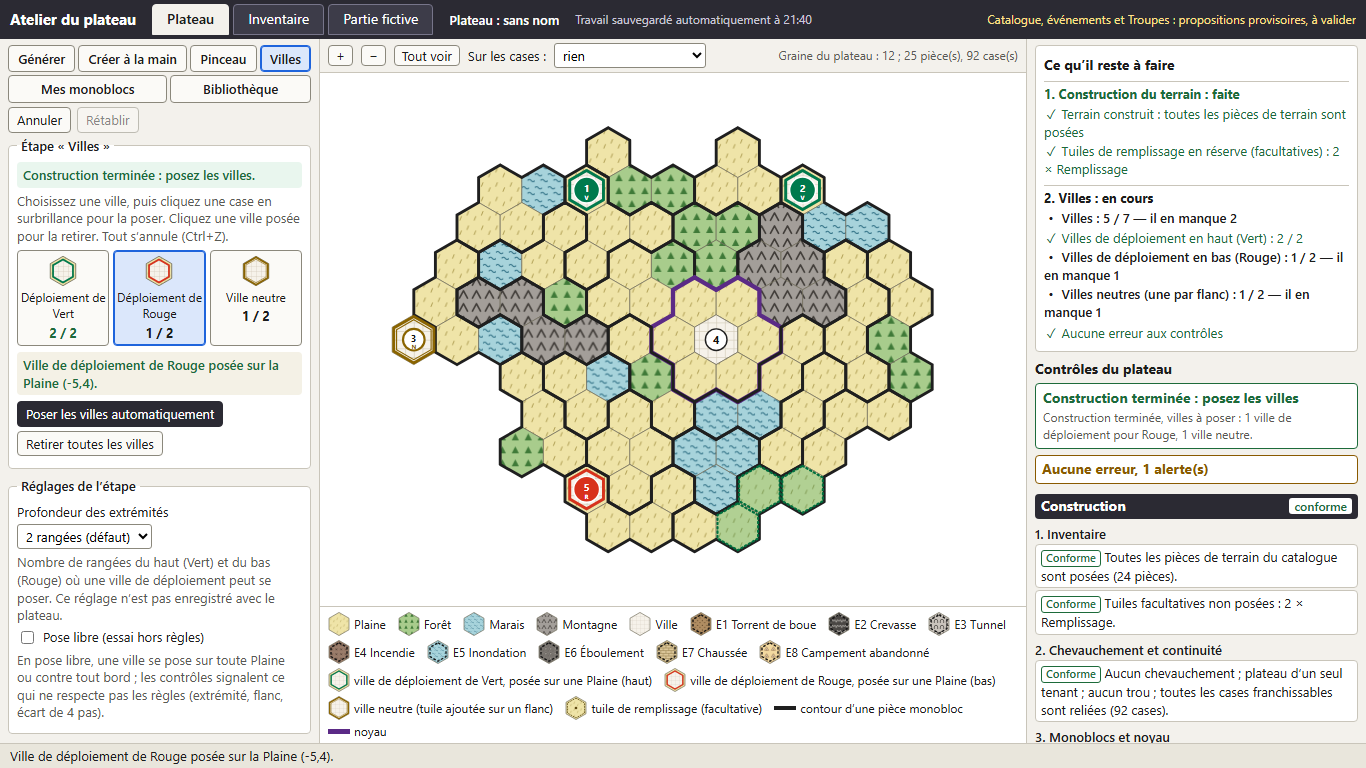 Atelier du plateau
Plateau
Inventaire
Partie fictive
Plateau : sans nom
Travail sauvegardé automatiquement à 21:40
Catalogue, événements et Troupes : propositions provisoires, à valider
Générer
Créer à la main
Pinceau
Villes
Mes monoblocs
Bibliothèque
Annuler
Rétablir
Étape « Villes »
Construction terminée : posez les villes.
Choisissez une ville, puis cliquez une case en
surbrillance pour la poser. Cliquez une ville posée
pour la retirer. Tout s'annule (Ctrl+Z).
Déploiement de
Vert
2 / 2
Déploiement de
Rouge
1 / 2
Ville neutre
1 / 2
Ville de déploiement de Rouge posée sur la
Plaine (-5,4).
Poser les villes automatiquement
Retirer toutes les villes
Réglages de l'étape
Profondeur des extrémités
2 rangées (défaut)
Nombre de rangées du haut (Vert) et du bas
(Rouge) où une ville de déploiement peut se
poser. Ce réglage n'est pas enregistré avec le
plateau.
Pose libre (essai hors règles)
En pose libre, une ville se pose sur toute Plaine
ou contre tout bord ; les contrôles signalent ce
qui ne respecte pas les règles (extrémité, flanc,
écart de 4 pas).
+
−
Tout voir
Sur les cases :
rien
Graine du plateau : 12 ; 25 pièce(s), 92 case(s)
1
V
2
V
3
N
4
5
R
Plaine
Forêt
Marais
Montagne
Ville
E1 Torrent de boue
E2 Crevasse
E3 Tunnel
E4 Incendie
E5 Inondation
E6 Éboulement
E7 Chaussée
E8 Campement abandonné
ville de déploiement de Vert, posée sur une Plaine (haut)
ville de déploiement de Rouge, posée sur une Plaine (bas)
ville neutre (tuile ajoutée sur un flanc)
tuile de remplissage (facultative)
contour d'une pièce monobloc
noyau
Ce qu'il reste à faire
1. Construction du terrain : faite
✓ Terrain construit : toutes les pièces de terrain sont
posées
✓ Tuiles de remplissage en réserve (facultatives) : 2
× Remplissage
2. Villes : en cours
• Villes : 5 / 7 — il en manque 2
✓ Villes de déploiement en haut (Vert) : 2 / 2
• Villes de déploiement en bas (Rouge) : 1 / 2 — il
en manque 1
• Villes neutres (une par flanc) : 1 / 2 — il en
manque 1
✓ Aucune erreur aux contrôles
Contrôles du plateau
Construction terminée : posez les villes
Construction terminée, villes à poser : 1 ville de
déploiement pour Rouge, 1 ville neutre.
Aucune erreur, 1 alerte(s)
Construction
conforme
1. Inventaire
Conforme Toutes les pièces de terrain du catalogue
sont posées (24 pièces).
Conforme Tuiles facultatives non posées : 2 ×
Remplissage.
2. Chevauchement et continuité
Conforme Aucun chevauchement ; plateau d'un seul
tenant ; aucun trou ; toutes les cases franchissables
sont reliées (92 cases).
3. Monoblocs et noyau
Ville de déploiement de Rouge posée sur la Plaine (-5,4).